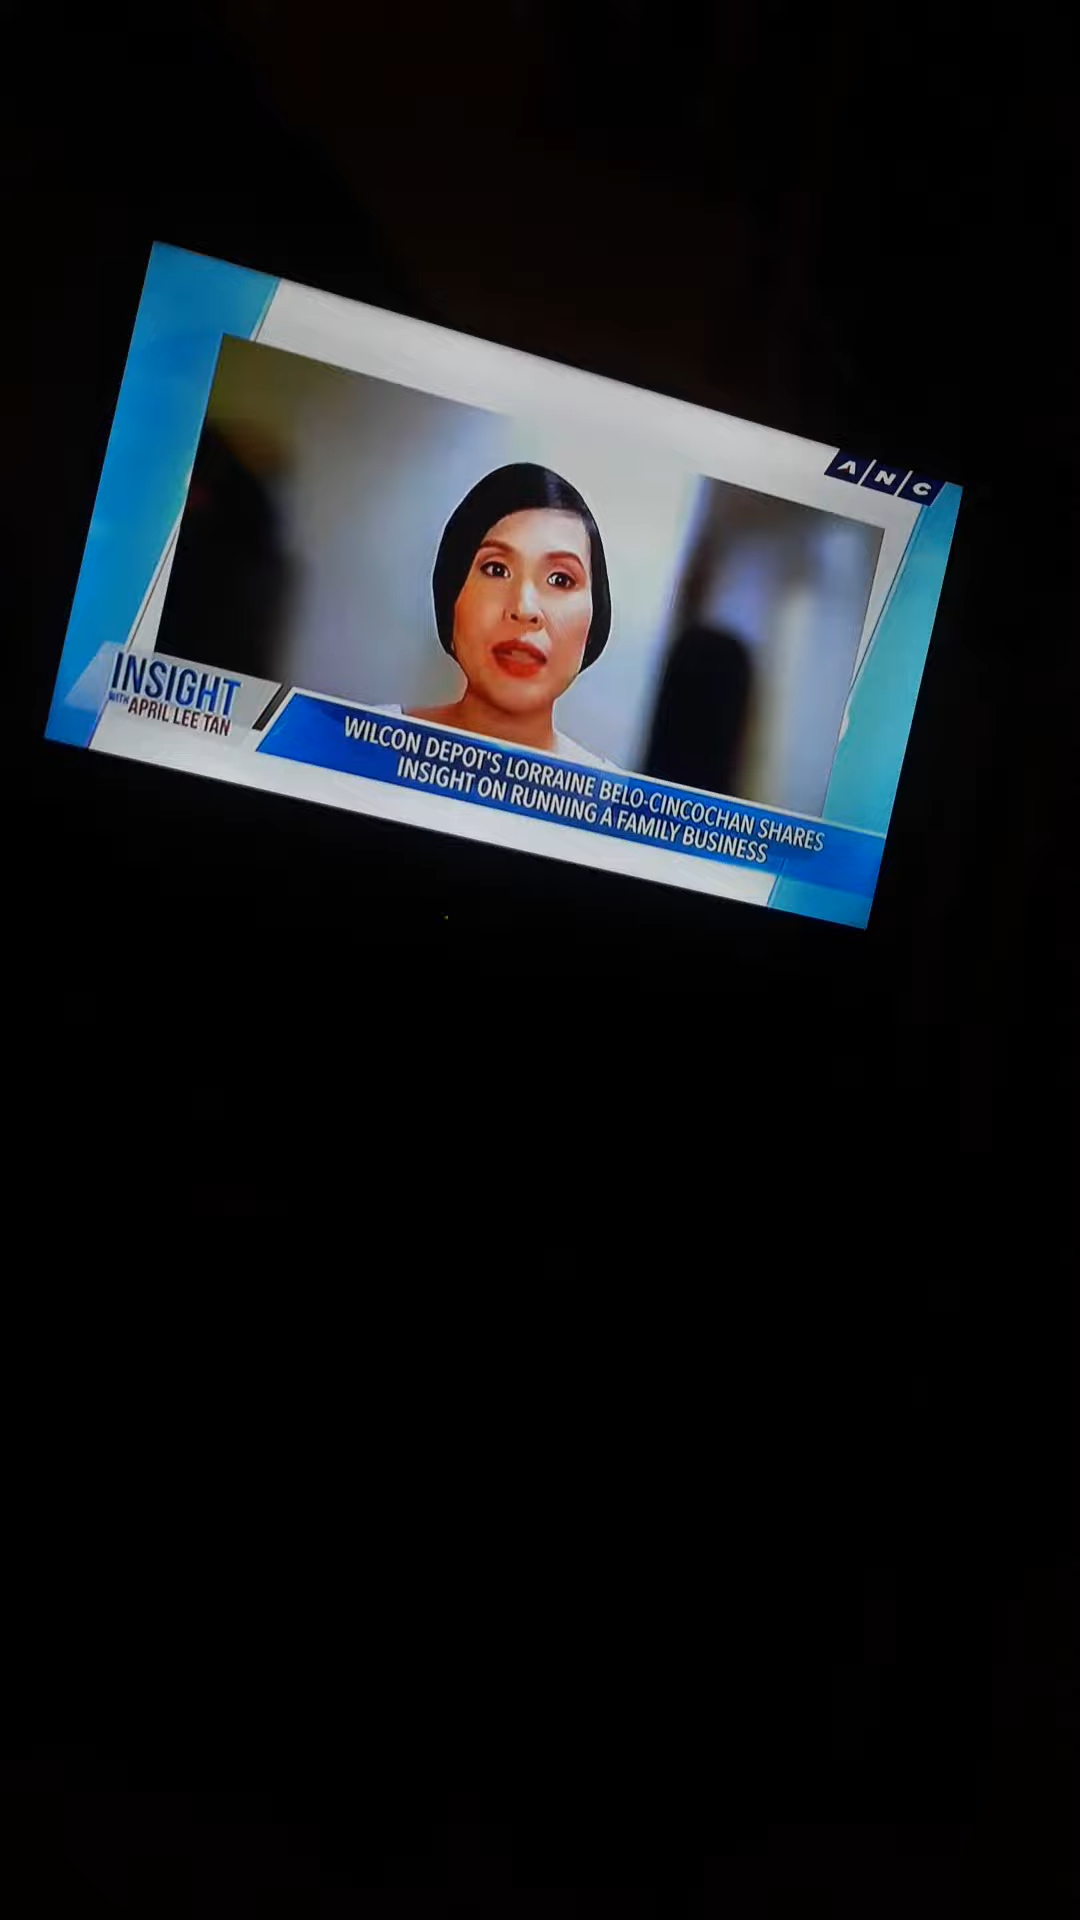 ANC
INSIGHT
WITH APRIL LEE TAN
WILCON DEPOT'S LORRAINE BELO-CINCOCHAN SHARES
INSIGHT ON RUNNING A FAMILY BUSINESS